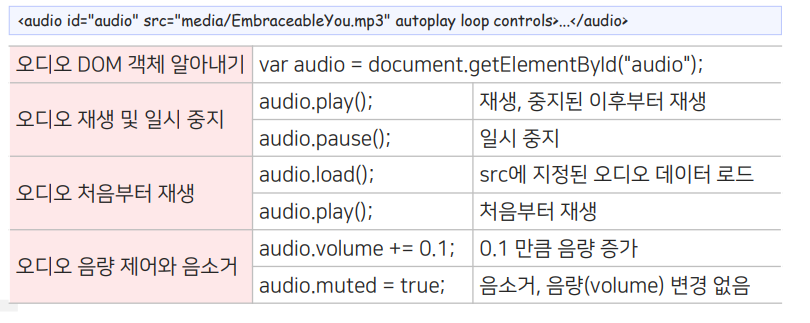 <audio id="audio" src="media/EmbraceableYou.mp3" autoplay loop controls>...</audio>
오디오 DOM 객체 알아내기 var audio = document.getElementById("audio");
오디오 재생 및 일시 중지
audio.play(); 재생, 중지된 이후부터 재생
audio.pause(); 일시 중지
오디오 처음부터 재생
audio.load(); src에 지정된 오디오 데이터 로드
audio.play(); 처음부터 재생
오디오 음량 제어와 음소거
audio.volume += 0.1; 0.1 만큼 음량 증가
audio.muted = true; 음소거, 음량(volume) 변경 없음